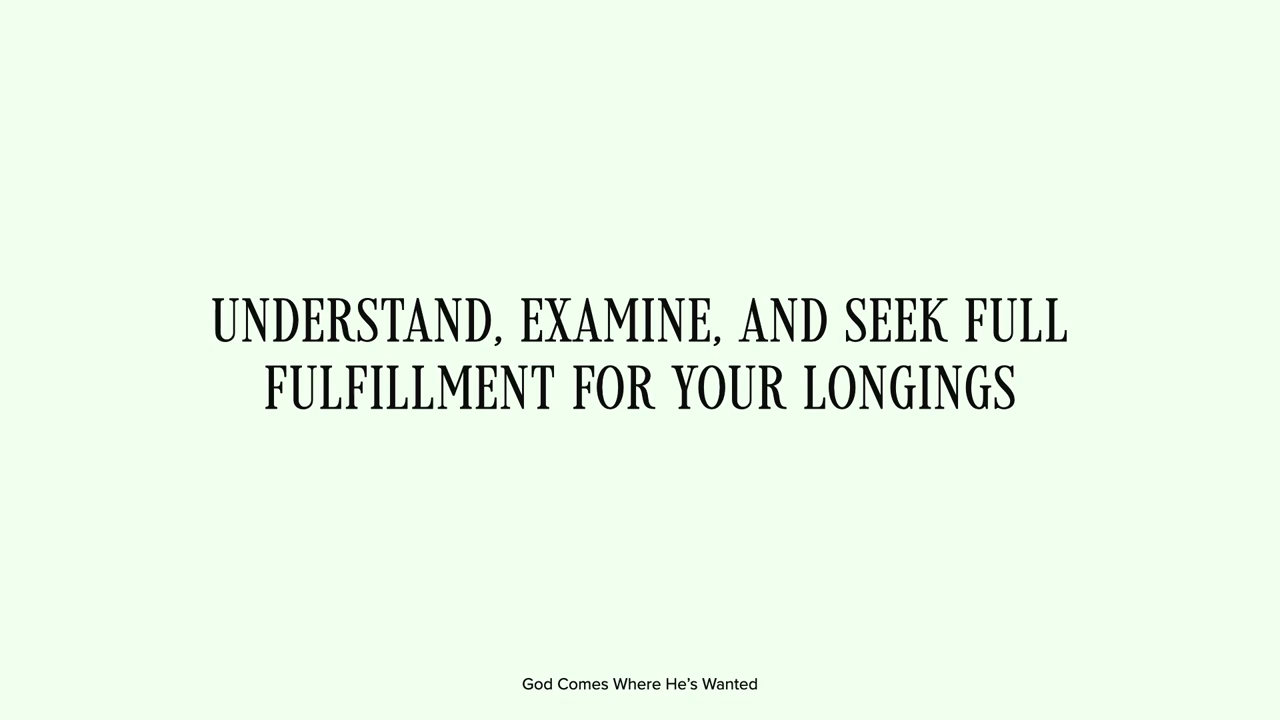 UNDERSTAND, EXAMINE, AND SEEK FULL
FULFILLMENT FOR YOUR LONGINGS
God Comes Where He’s Wanted